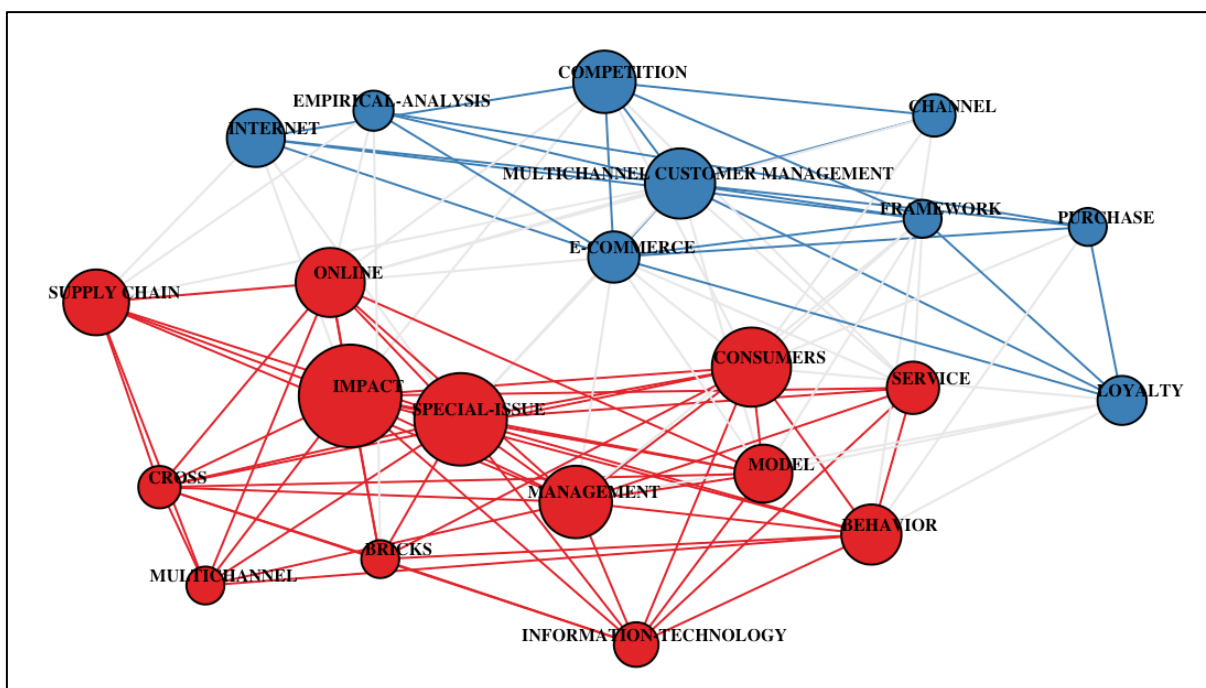 COMPETITION
EMPIRICAL-ANALYSIS
CHANNEL
INTERNET
MULTICHANNEL CUSTOMER MANAGEMENT
FRAMEWORK
PURCHASE
E-COMMERCE
ONLINE
SUPPLY CHAIN
CONSUMERS
IMPACT
SERVICE
LOYALTY
SPECIAL-ISSUE
MODEL
CROSS
MANAGEMENT
BEHAVIOR
BRICKS
MULTICHANNEL
INFORMATION-TECHNOLOGY